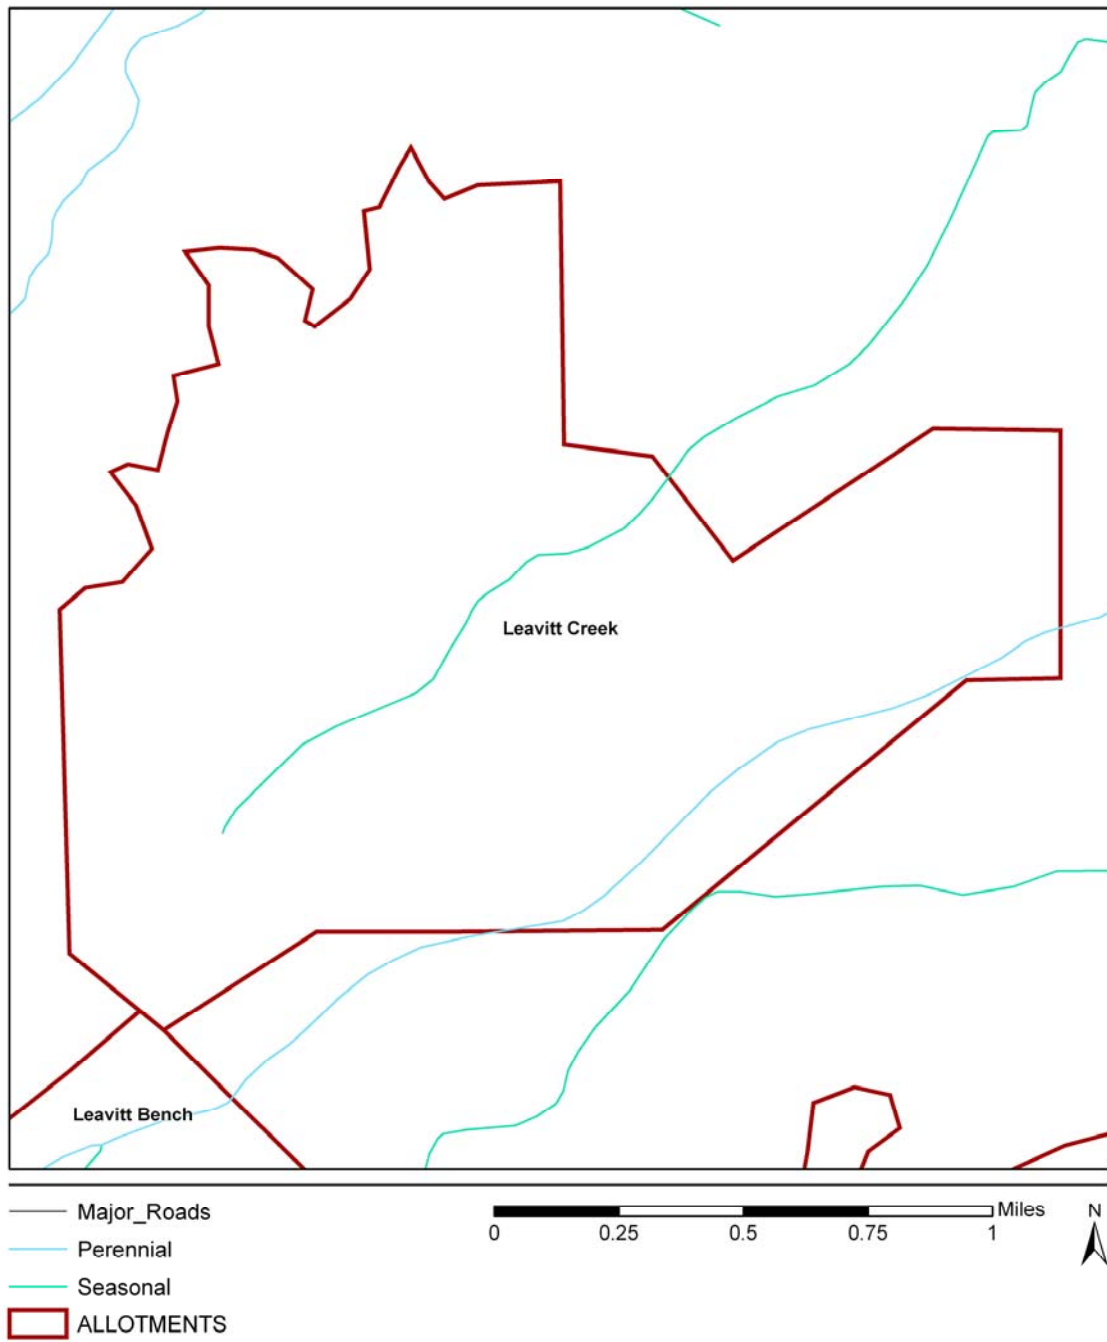 Leavitt Creek
Leavitt Bench
Major_Roads
Perennial
Seasonal
ALLOTMENTS
Miles
0 0.25 0.5 0.75 1
N